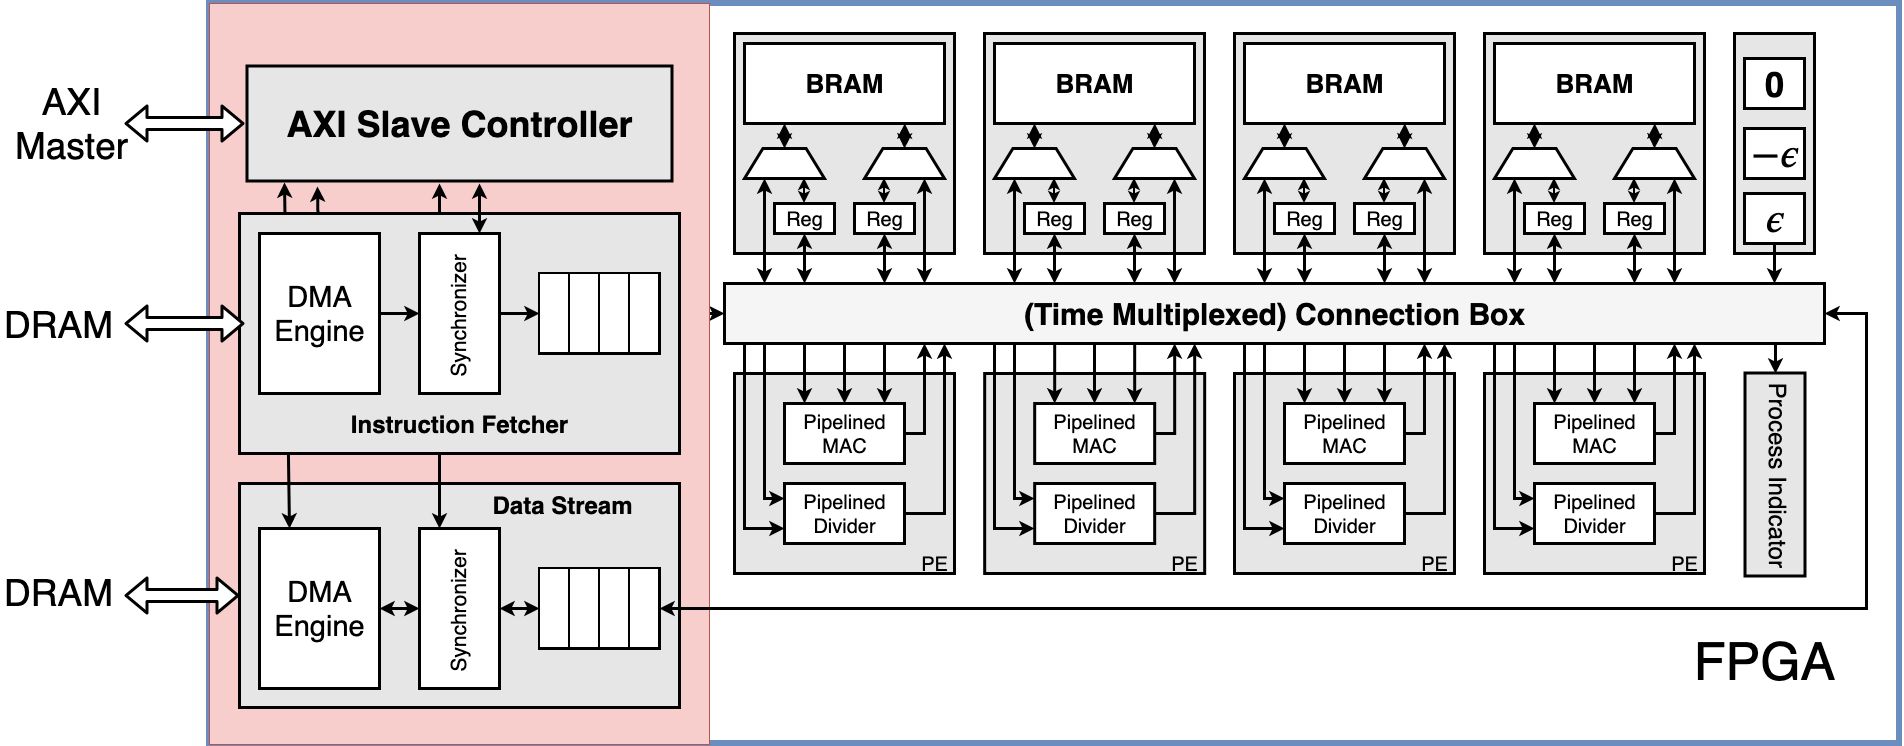 AXI
Master
AXI Slave Controller
DRAM
DMA
Engine
Synchronizer
Instruction Fetcher
DRAM
Data Stream
DMA
Engine
Synchronizer
BRAM
Reg
Reg
BRAM
Reg
Reg
BRAM
Reg
Reg
BRAM
Reg
Reg
0
−ϵ
ϵ
(Time Multiplexed) Connection Box
Pipelined
MAC
Pipelined
Divider
PE
Pipelined
MAC
Pipelined
Divider
PE
Pipelined
MAC
Pipelined
Divider
PE
Pipelined
MAC
Pipelined
Divider
PE
Process Indicator
FPGA